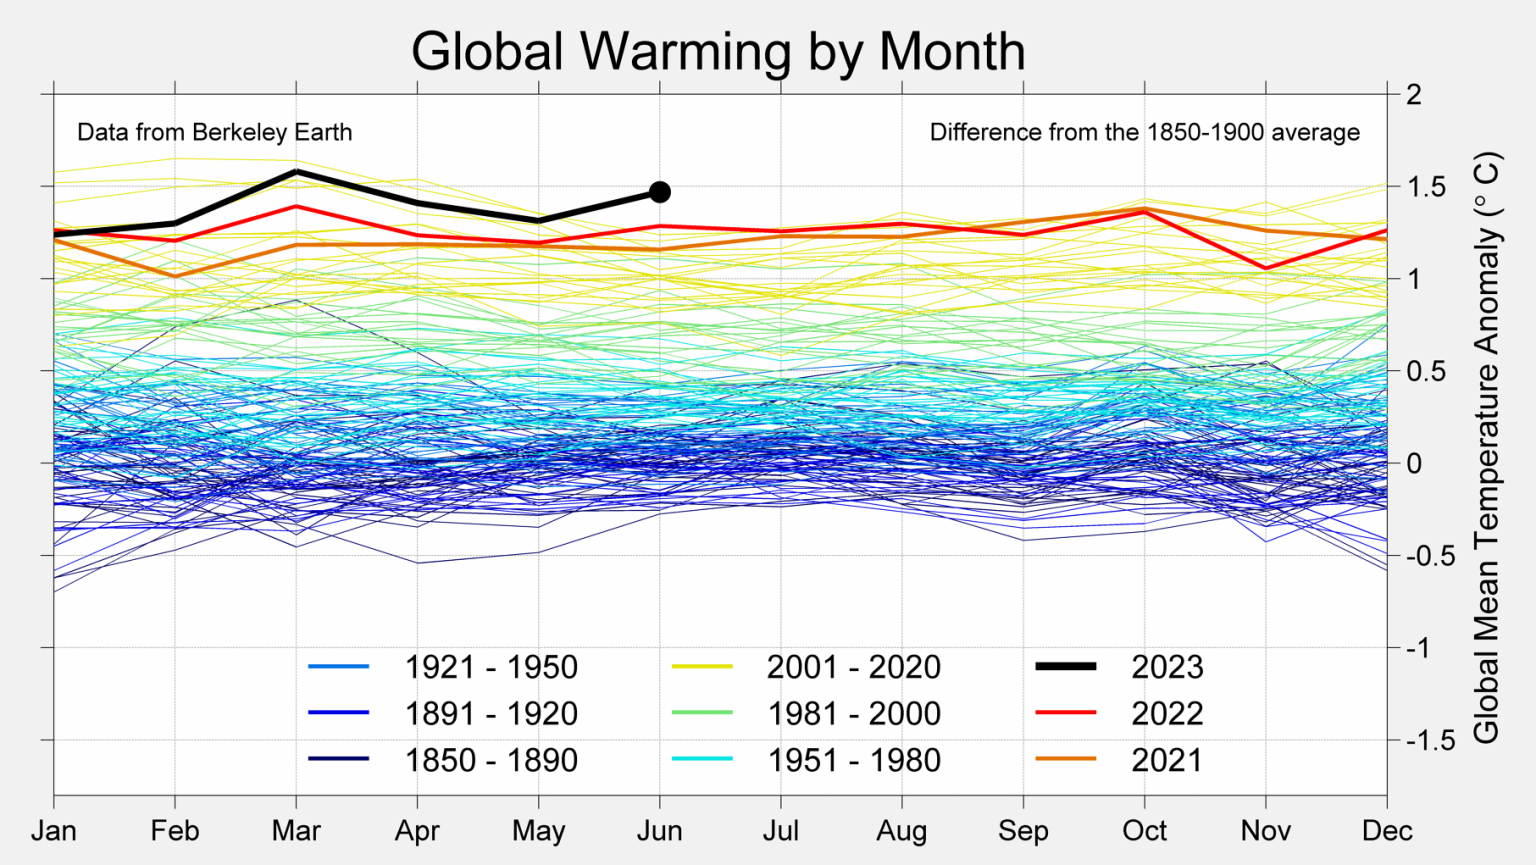 Global Warming by Month
Data from Berkeley Earth
Difference from the 1850-1900 average
2
1.5
1
0.5
0
-0.5
-1
-1.5
Global Mean Temperature Anomaly (° C)
1921 - 1950
2001 - 2020
2023
1891 - 1920
1981 - 2000
2022
1850 - 1890
1951 - 1980
2021
Jan Feb Mar Apr May Jun Jul Aug Sep Oct Nov Dec